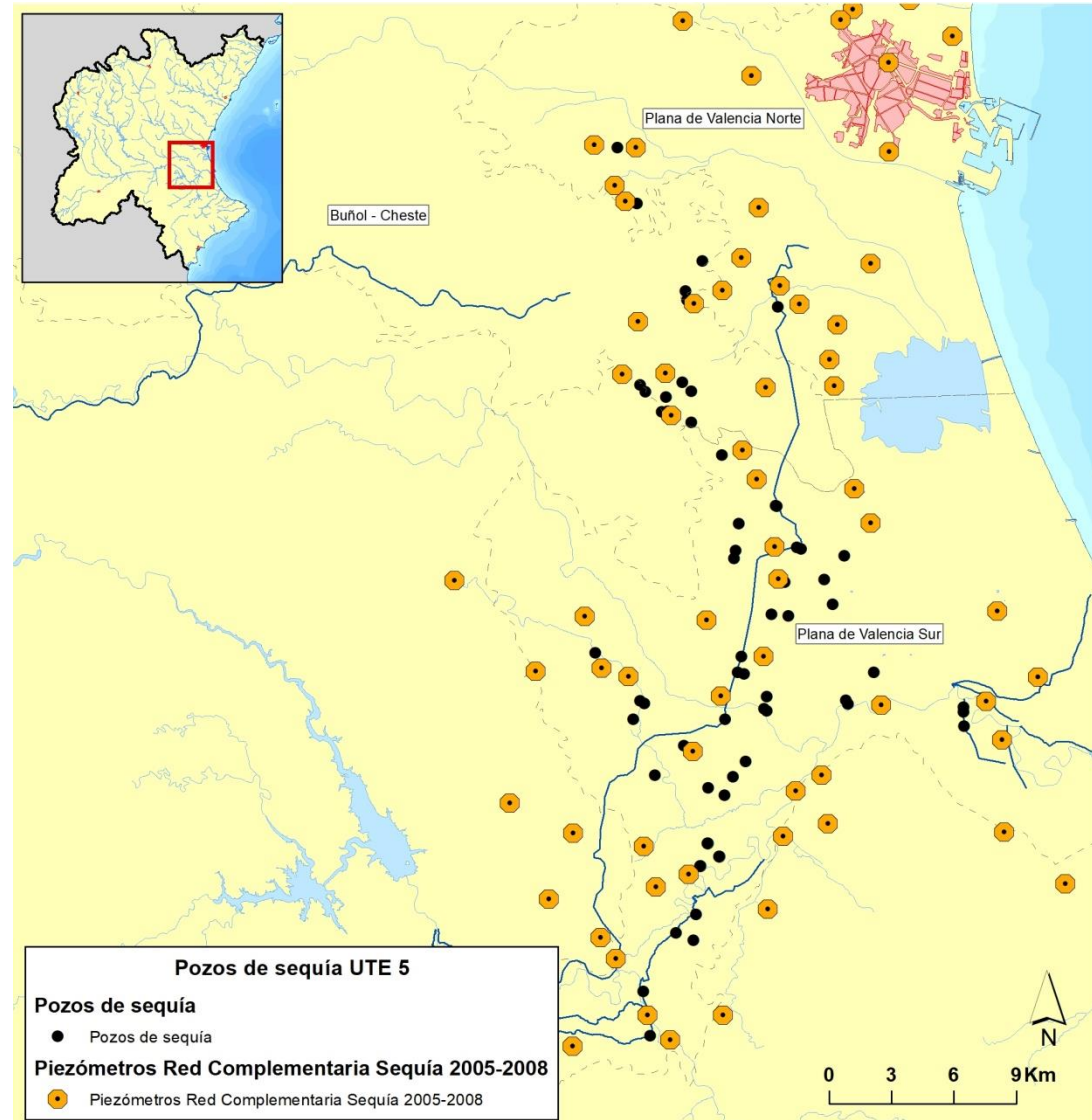 Plana de Valencia Norte
Buñol - Cheste
Plana de Valencia Sur
Pozos de sequía UTE 5
Pozos de sequía
Pozos de sequía
Piezómetros Red Complementaria Sequía 2005-2008
Piezómetros Red Complementaria Sequía 2005-2008
N
0 3 6 9 Km